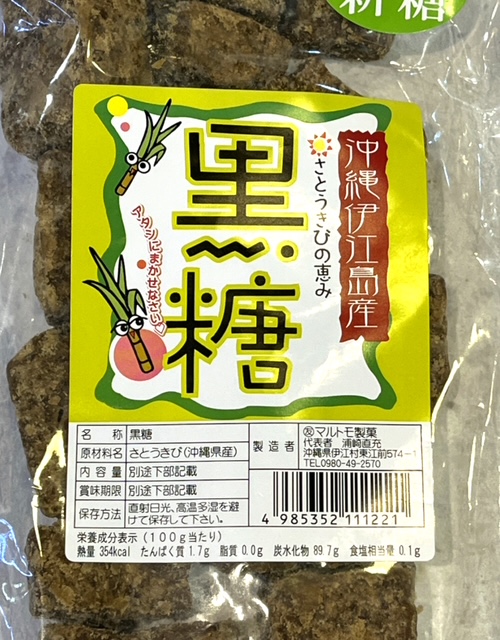 新糖
沖縄伊江島産
さとうきびの恵み
黒糖
アタシにまかせなさい♡
名称 黒糖
原材料名 さとうきび(沖縄県産)
内容量 別途下部記載
賞味期限 別途下部記載
保存方法 直射日光、高温多湿を避
けて保存して下さい。
製造者
マルトモ製菓
代表者 浦崎直充
沖縄県伊江村東江前574-1
TEL0980-49-2570
4 985352 111221
栄養成分表示(100g当たり)
熱量 354kcal たんぱく質 1.7g 脂質 0.0g 炭水化物 89.7g 食塩相当量 0.1g